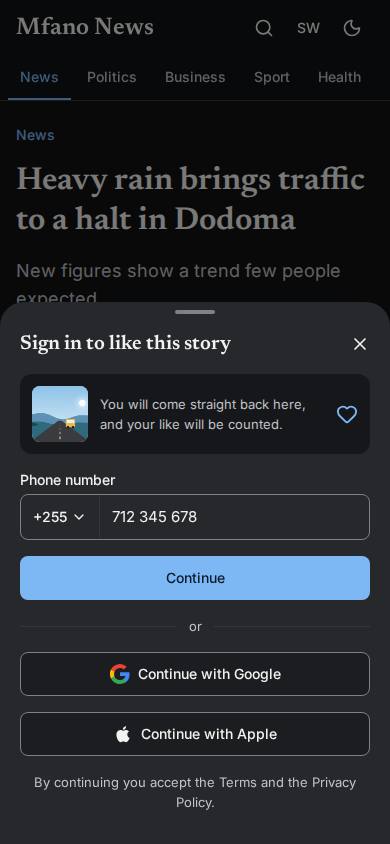 Mfano News
SW
News
Politics
Business
Sport
Health
News
Heavy rain brings traffic
to a halt in Dodoma
New figures show a trend few people
expected
Sign in to like this story
You will come straight back here,
and your like will be counted.
Phone number
+255
712 345 678
Continue
or
Continue with Google
Continue with Apple
By continuing you accept the Terms and the Privacy
Policy.